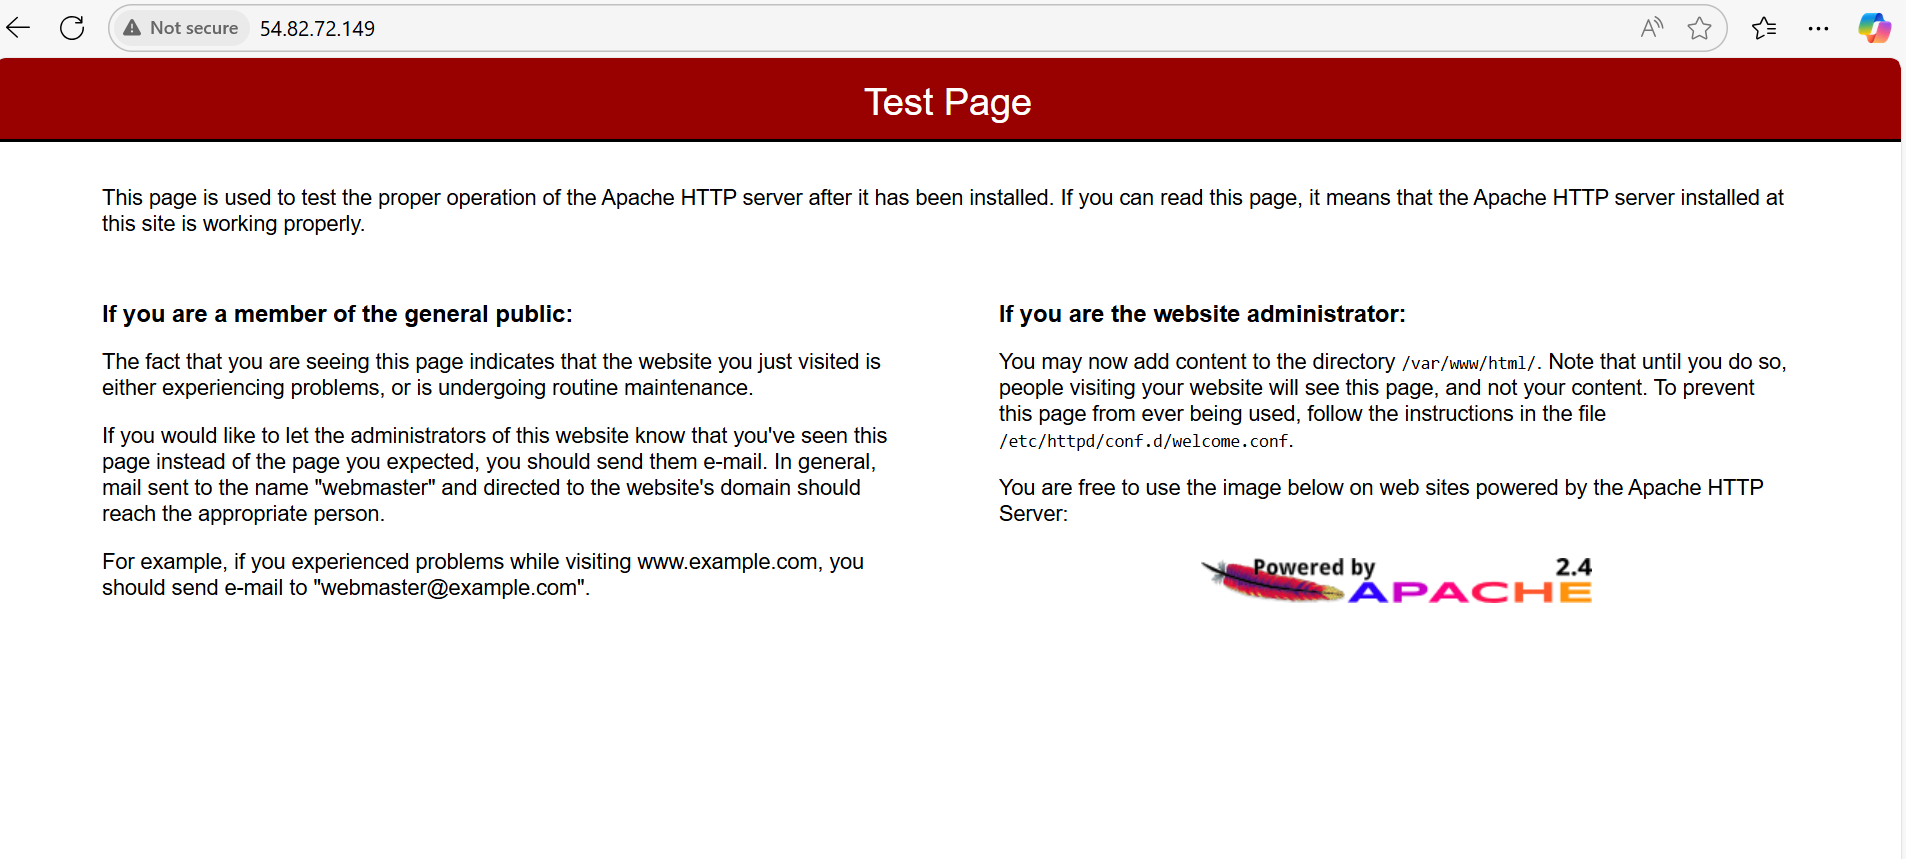 Not secure 54.82.72.149
Test Page
This page is used to test the proper operation of the Apache HTTP server after it has been installed. If you can read this page, it means that the Apache HTTP server installed at
this site is working properly.
If you are a member of the general public:
The fact that you are seeing this page indicates that the website you just visited is
either experiencing problems, or is undergoing routine maintenance.
If you would like to let the administrators of this website know that you've seen this
page instead of the page you expected, you should send them e-mail. In general,
mail sent to the name "webmaster" and directed to the website's domain should
reach the appropriate person.
For example, if you experienced problems while visiting www.example.com, you
should send e-mail to "webmaster@example.com".
If you are the website administrator:
You may now add content to the directory /var/www/html/. Note that until you do so,
people visiting your website will see this page, and not your content. To prevent
this page from ever being used, follow the instructions in the file
/etc/httpd/conf.d/welcome.conf.
You are free to use the image below on web sites powered by the Apache HTTP
Server:
Powered by 2.4
APACHE